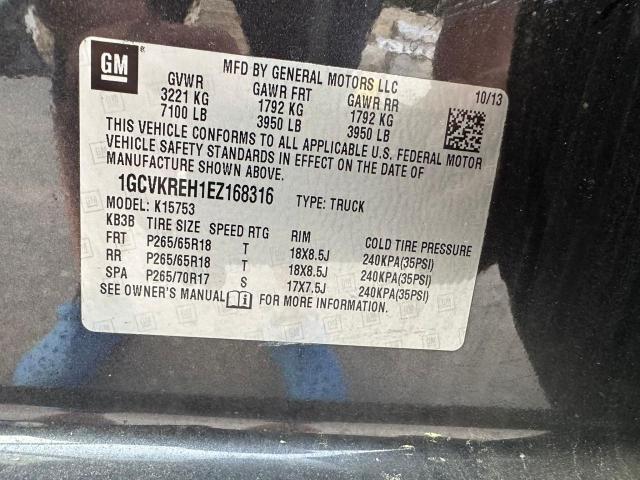 GM
MFD BY GENERAL MOTORS LLC
10/13
GVWR GAWR FRT GAWR RR
3221 KG 1792 KG 1792 KG
7100 LB 3950 LB 3950 LB
THIS VEHICLE CONFORMS TO ALL APPLICABLE U.S. FEDERAL MOTOR
VEHICLE SAFETY STANDARDS IN EFFECT ON THE DATE OF
MANUFACTURE SHOWN ABOVE.
1GCVKREH1EZ168316 TYPE: TRUCK
MODEL: K15753
KB3B TIRE SIZE SPEED RTG RIM COLD TIRE PRESSURE
FRT P265/65R18 T 18X8.5J 240KPA(35PSI)
RR P265/65R18 T 18X8.5J 240KPA(35PSI)
SPA P265/70R17 S 17X7.5J 240KPA(35PSI)
SEE OWNER'S MANUAL FOR MORE INFORMATION.